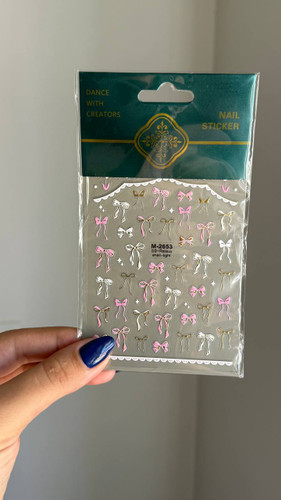 DANCE
WITH
CREATORS
NAIL
STICKER
M-2653